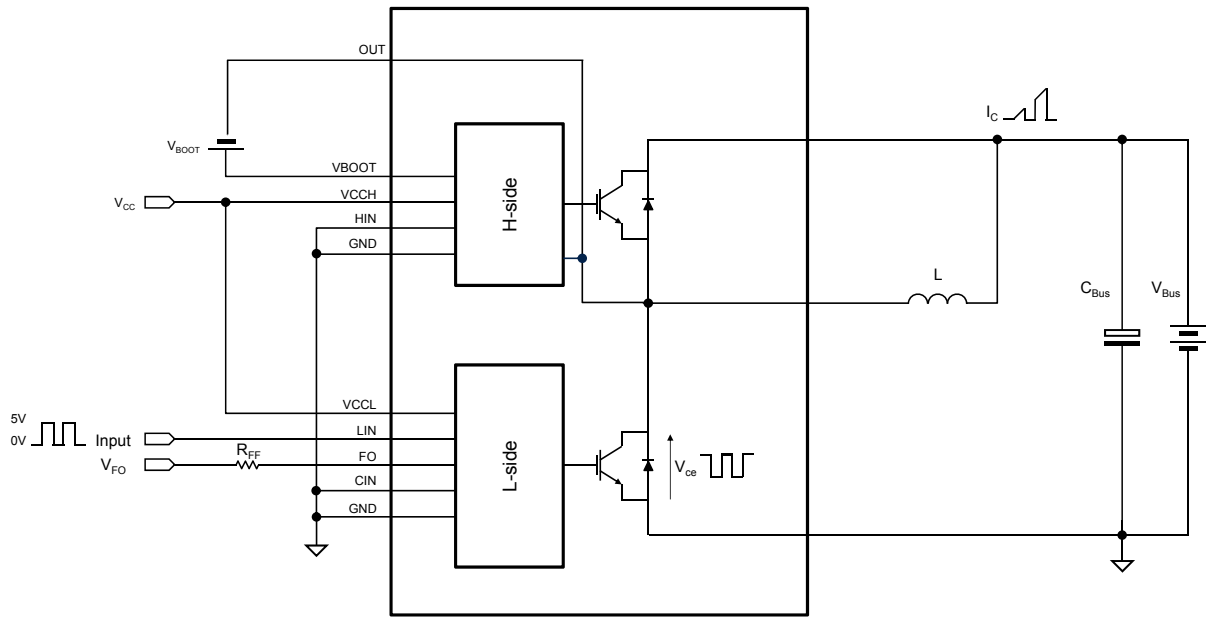 OUT
I_C
V_BOOT
VBOOT
V_CC
VCCH
HIN
GND
H-side
L
C_Bus
V_Bus
VCCL
5V
0V
Input
LIN
R_FF
V_FO
FO
CIN
GND
L-side
V_ce